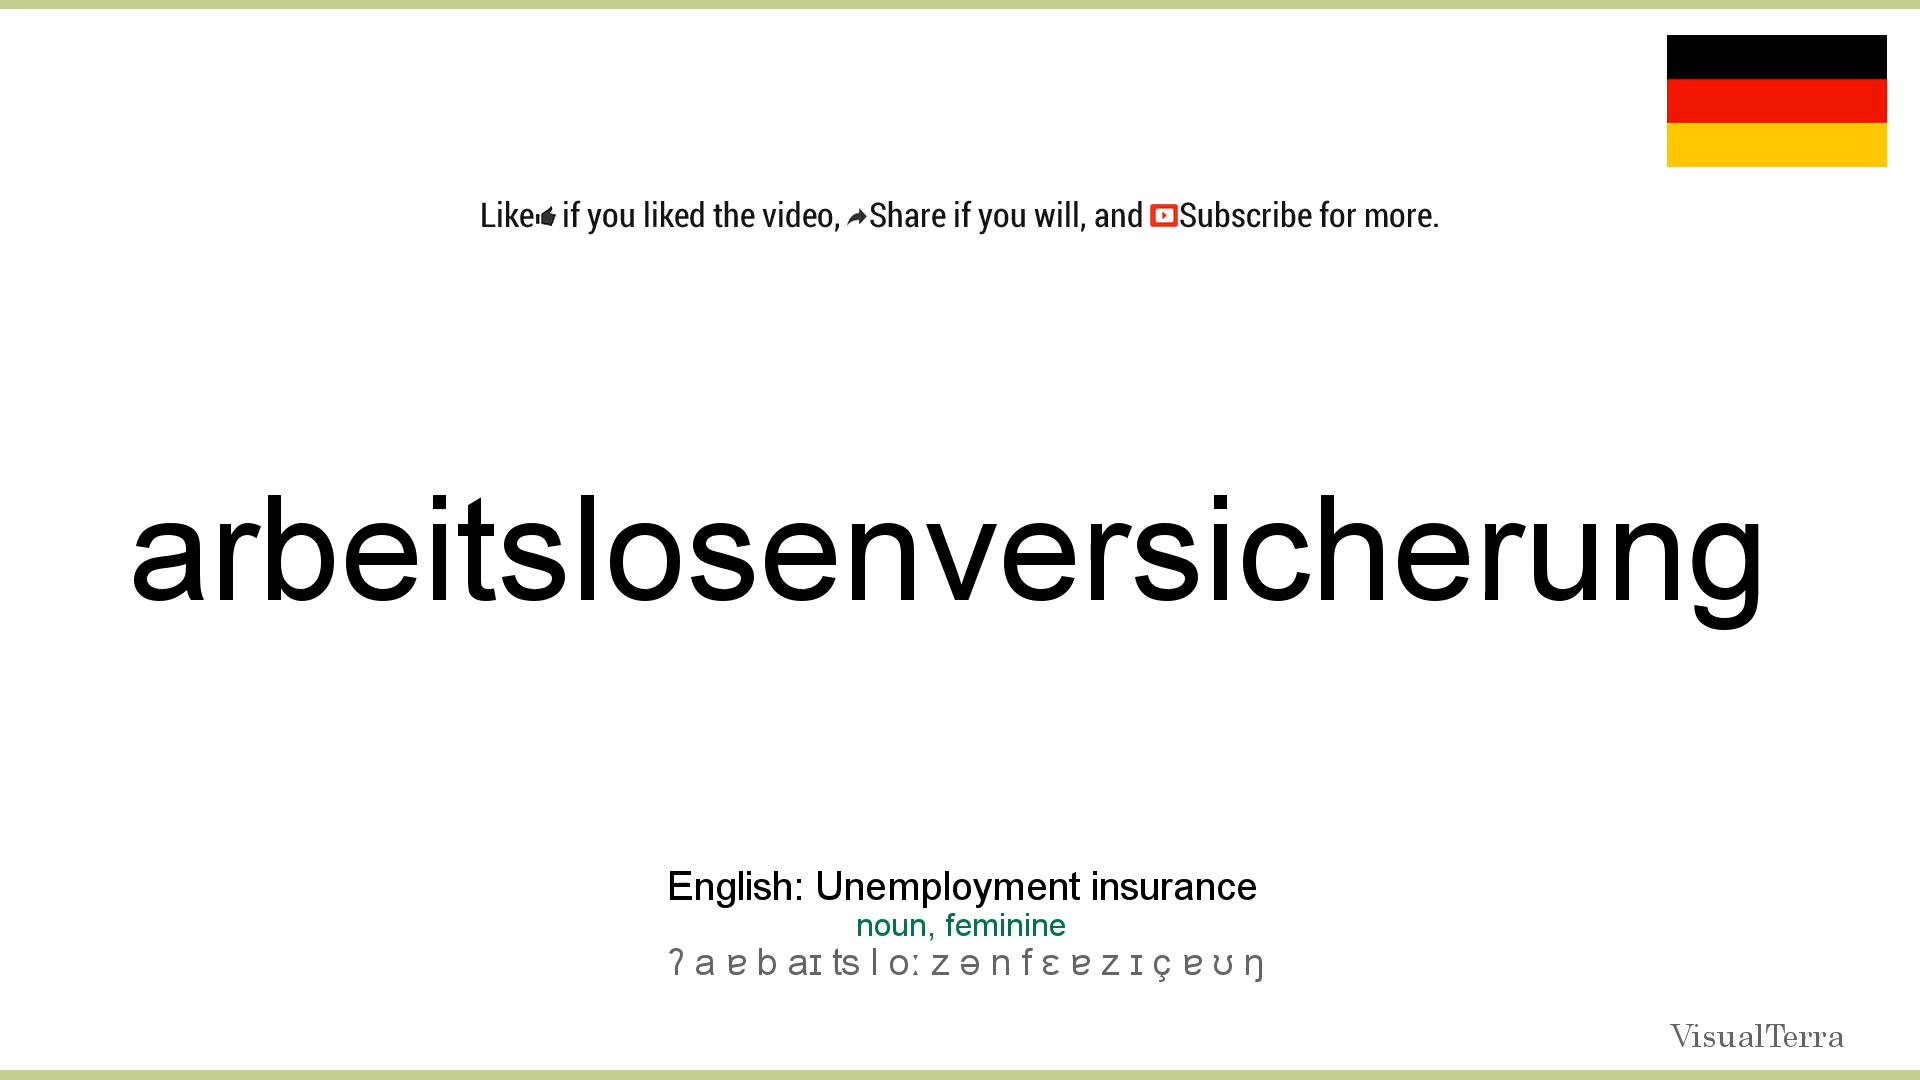 Like if you liked the video, Share if you will, and Subscribe for more.
arbeitslosenversicherung
English: Unemployment insurance
noun, feminine
ʔ a ɐ b aɪ ʦ l oː z ə n f ɛ ɐ z ɪ ç ɐ ʊ ŋ
VisualTerra